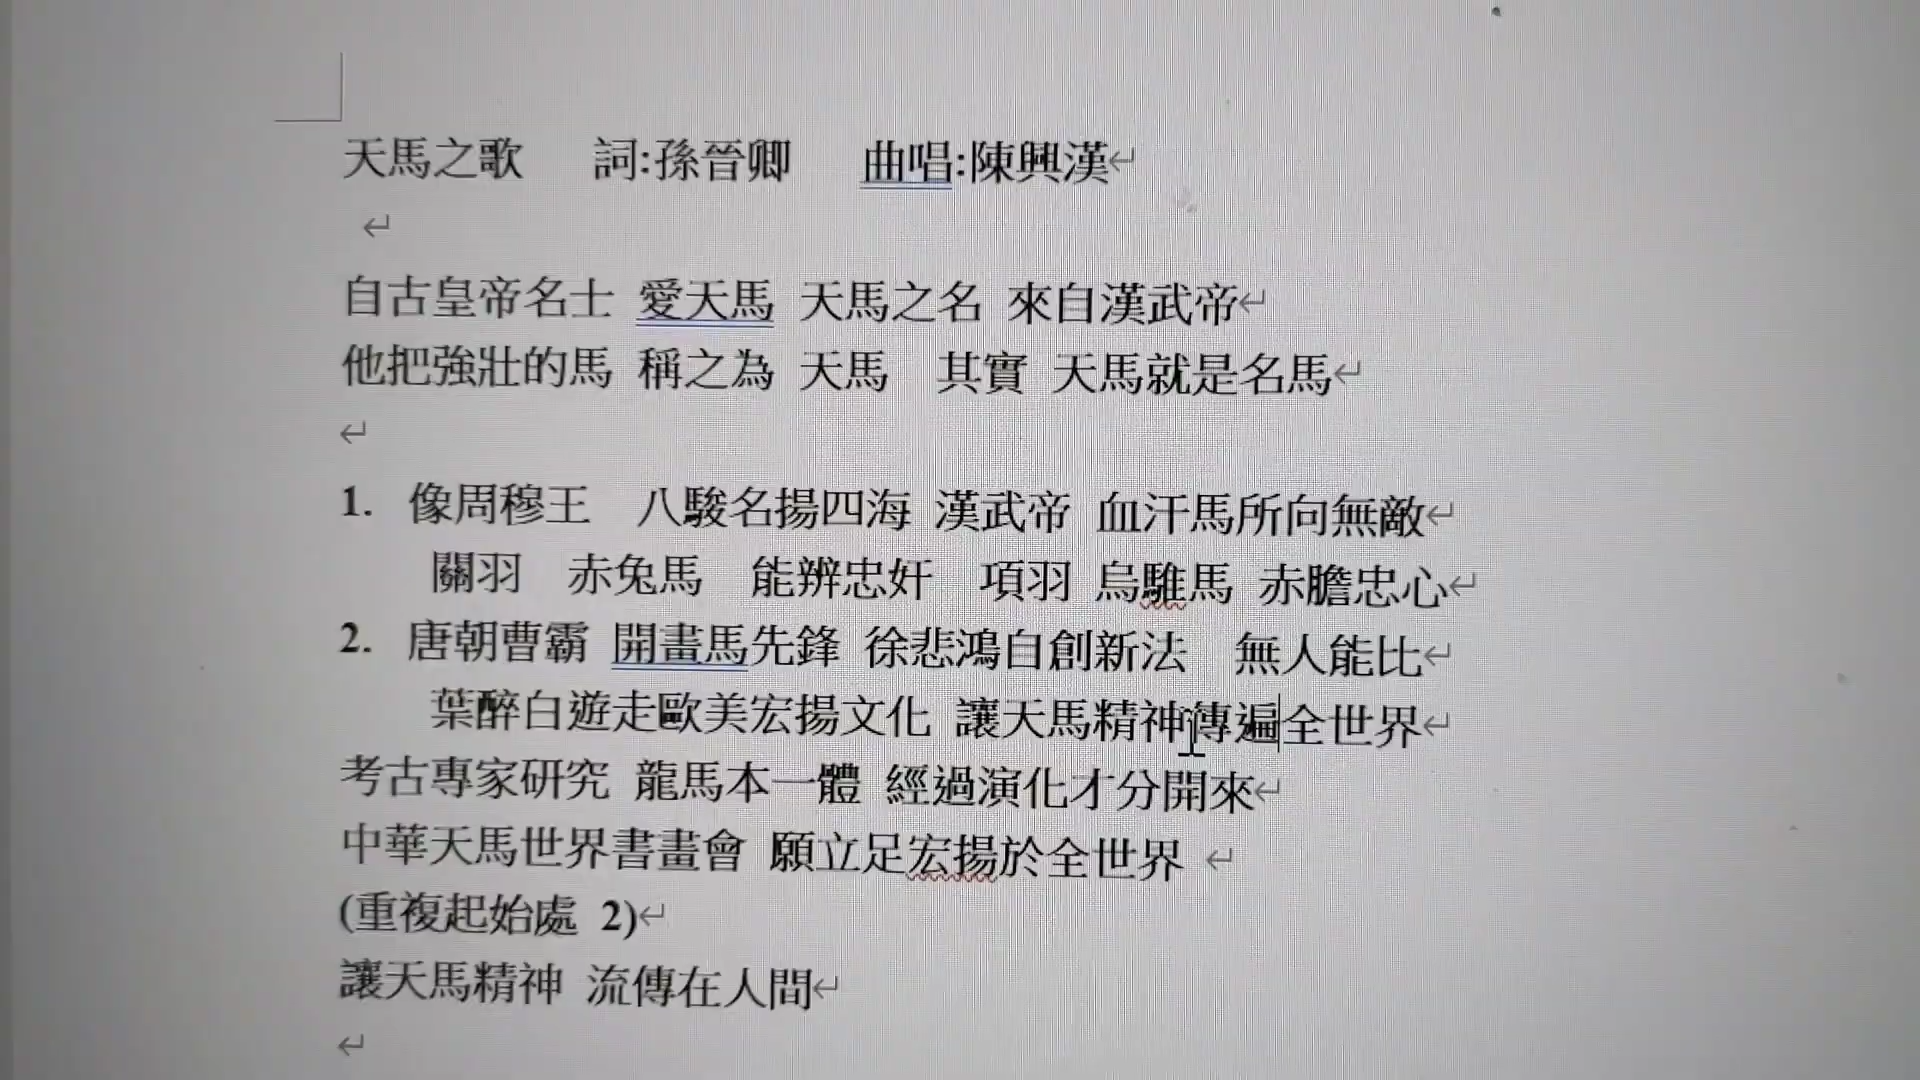 天馬之歌 詞:孫晉卿 曲唱:陳興漢
自古皇帝名士 愛天馬 天馬之名 來自漢武帝
他把強壯的馬 稱之為 天馬 其實 天馬就是名馬
1. 像周穆王 八駿名揚四海 漢武帝 血汗馬所向無敵
關羽 赤兔馬 能辨忠奸 項羽 烏騅馬 赤膽忠心
2. 唐朝曹霸 開畫馬先鋒 徐悲鴻自創新法 無人能比
葉醉白遊走歐美宏揚文化 讓天馬精神傳遍全世界
考古專家研究 龍馬本一體 經過演化才分開來
中華天馬世界書畫會 願立足宏揚於全世界
(重複起始處 2)
讓天馬精神 流傳在人間